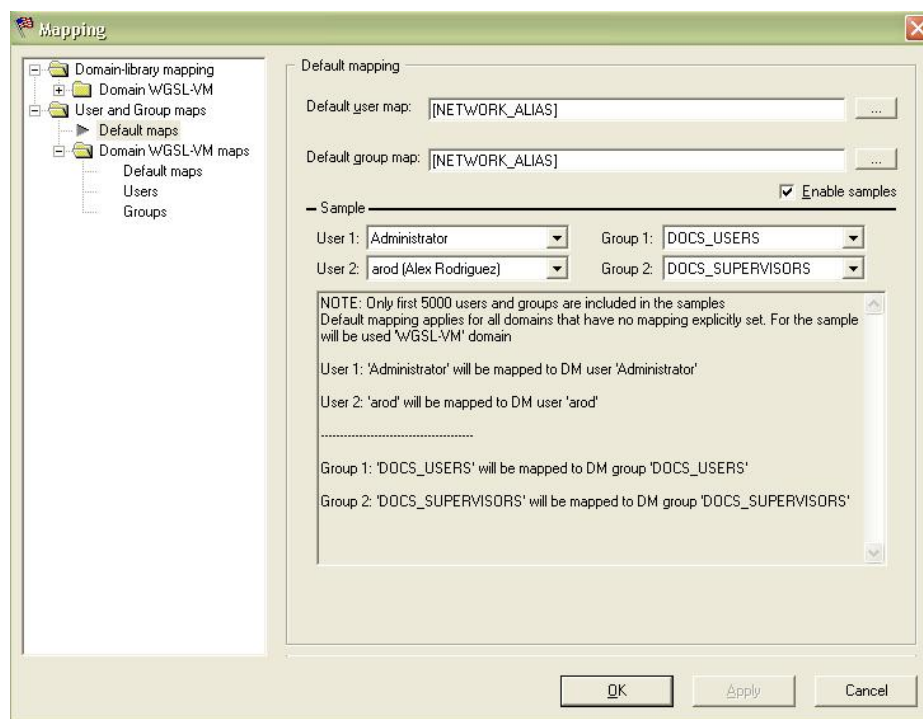 Mapping
Domain-library mapping
Domain WGSL-VM
User and Group maps
Default maps
Domain WGSL-VM maps
Default maps
Users
Groups
Default mapping
Default user map: [NETWORK_ALIAS] ...
Default group map: [NETWORK_ALIAS] ...
Enable samples
Sample
User 1: Administrator Group 1: DOCS_USERS
User 2: arod (Alex Rodriguez) Group 2: DOCS_SUPERVISORS
NOTE: Only first 5000 users and groups are included in the samples
Default mapping applies for all domains that have no mapping explicitly set. For the sample
will be used 'WGSL-VM' domain
User 1: 'Administrator' will be mapped to DM user 'Administrator'
User 2: 'arod' will be mapped to DM user 'arod'
----------------------------------------
Group 1: 'DOCS_USERS' will be mapped to DM group 'DOCS_USERS'
Group 2: 'DOCS_SUPERVISORS' will be mapped to DM group 'DOCS_SUPERVISORS'
OK Apply Cancel